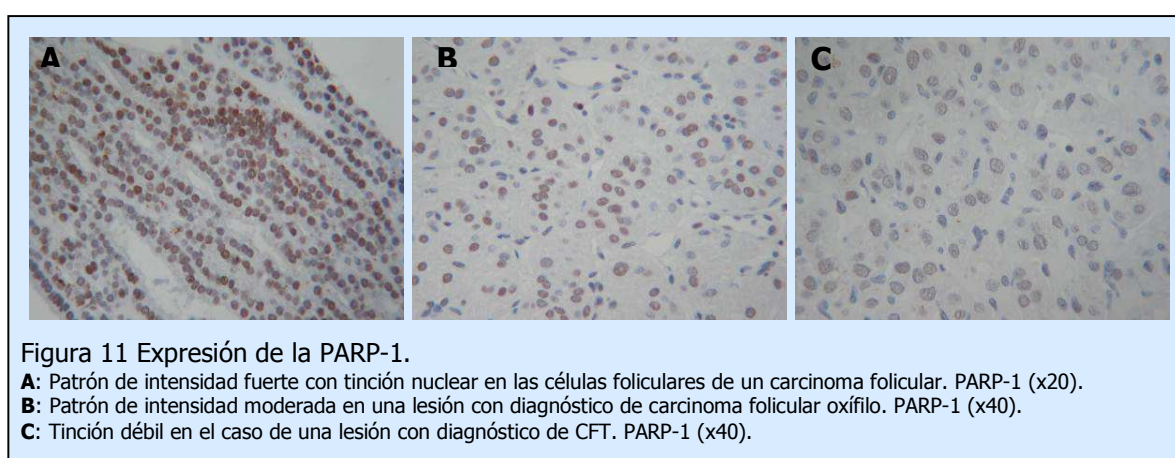 A B C
Figura 11 Expresión de la PARP-1.
A: Patrón de intensidad fuerte con tinción nuclear en las células foliculares de un carcinoma folicular. PARP-1 (x20).
B: Patrón de intensidad moderada en una lesión con diagnóstico de carcinoma folicular oxífilo. PARP-1 (x40).
C: Tinción débil en el caso de una lesión con diagnóstico de CFT. PARP-1 (x40).